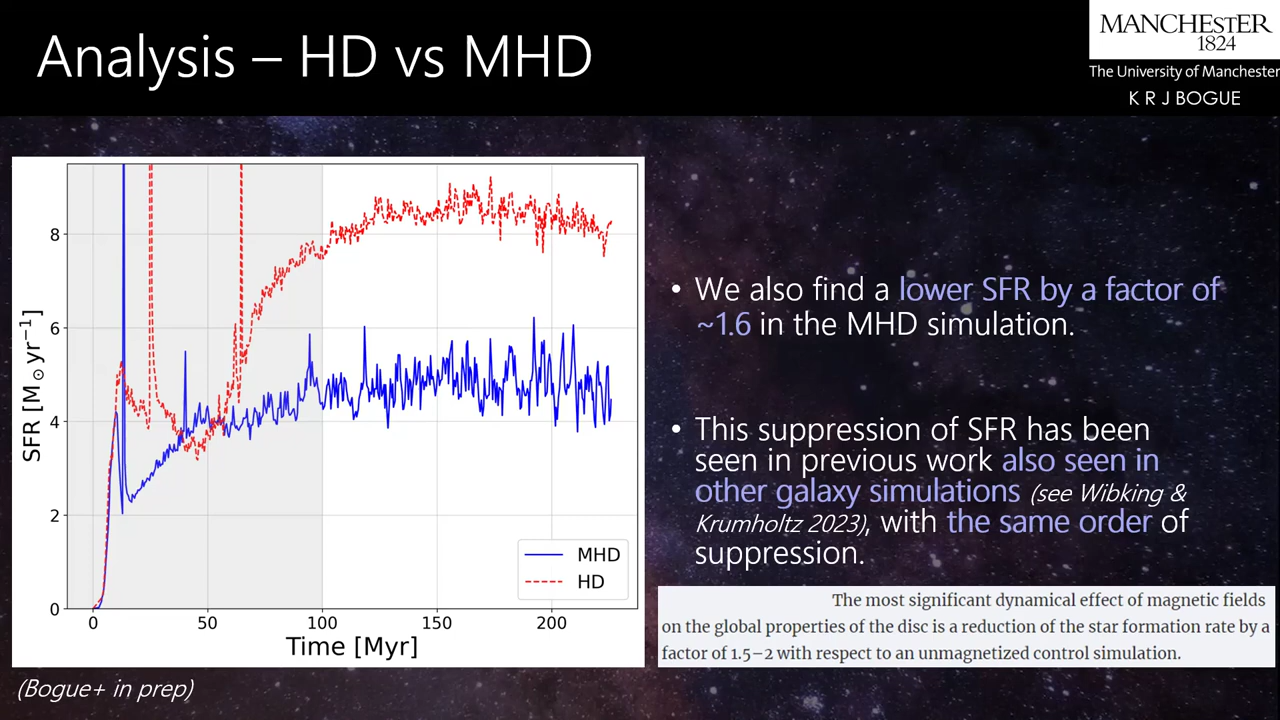 Analysis – HD vs MHD
MANCHESTER
1824
The University of Manchester
K R J BOGUE
8
6
4
2
0
SFR [M⊙yr⁻¹]
MHD
HD
0 50 100 150 200
Time [Myr]
(Bogue+ in prep)
• We also find a lower SFR by a factor of
~1.6 in the MHD simulation.
• This suppression of SFR has been
seen in previous work also seen in
other galaxy simulations (see Wibking &
Krumholtz 2023), with the same order of
suppression.
The most significant dynamical effect of magnetic fields
on the global properties of the disc is a reduction of the star formation rate by a
factor of 1.5–2 with respect to an unmagnetized control simulation.